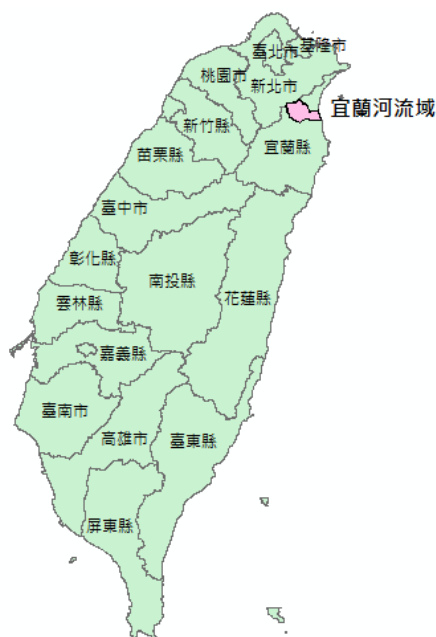 基隆市
臺北市
桃園市
新北市
宜蘭河流域
新竹縣
宜蘭縣
苗栗縣
臺中市
彰化縣
南投縣
花蓮縣
雲林縣
嘉義縣
臺南市
高雄市
臺東縣
屏東縣